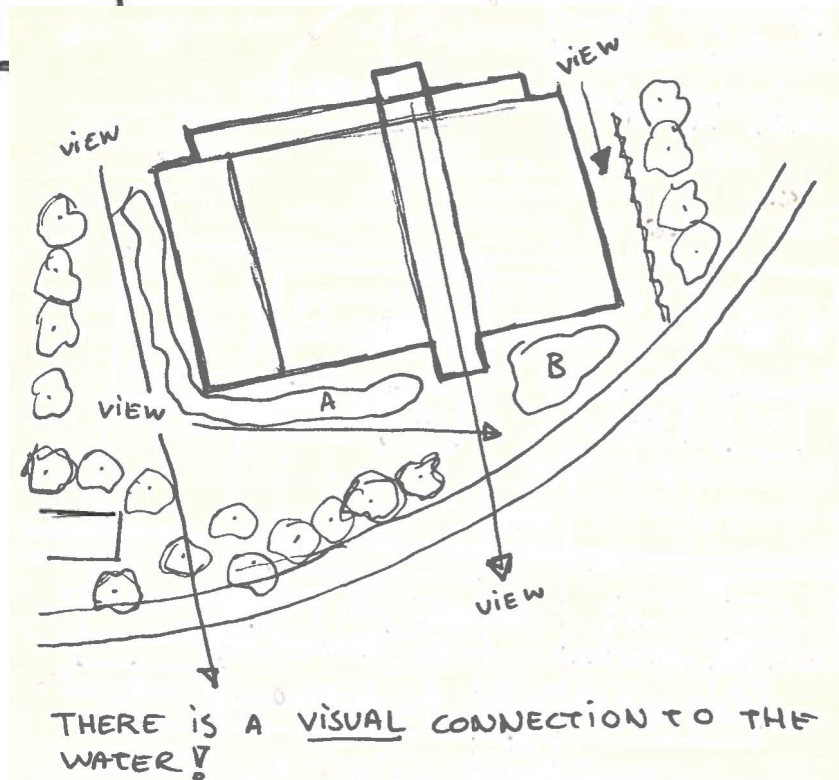 VIEW
VIEW
VIEW
A
B
VIEW
THERE IS A VISUAL CONNECTION TO THE
WATER!